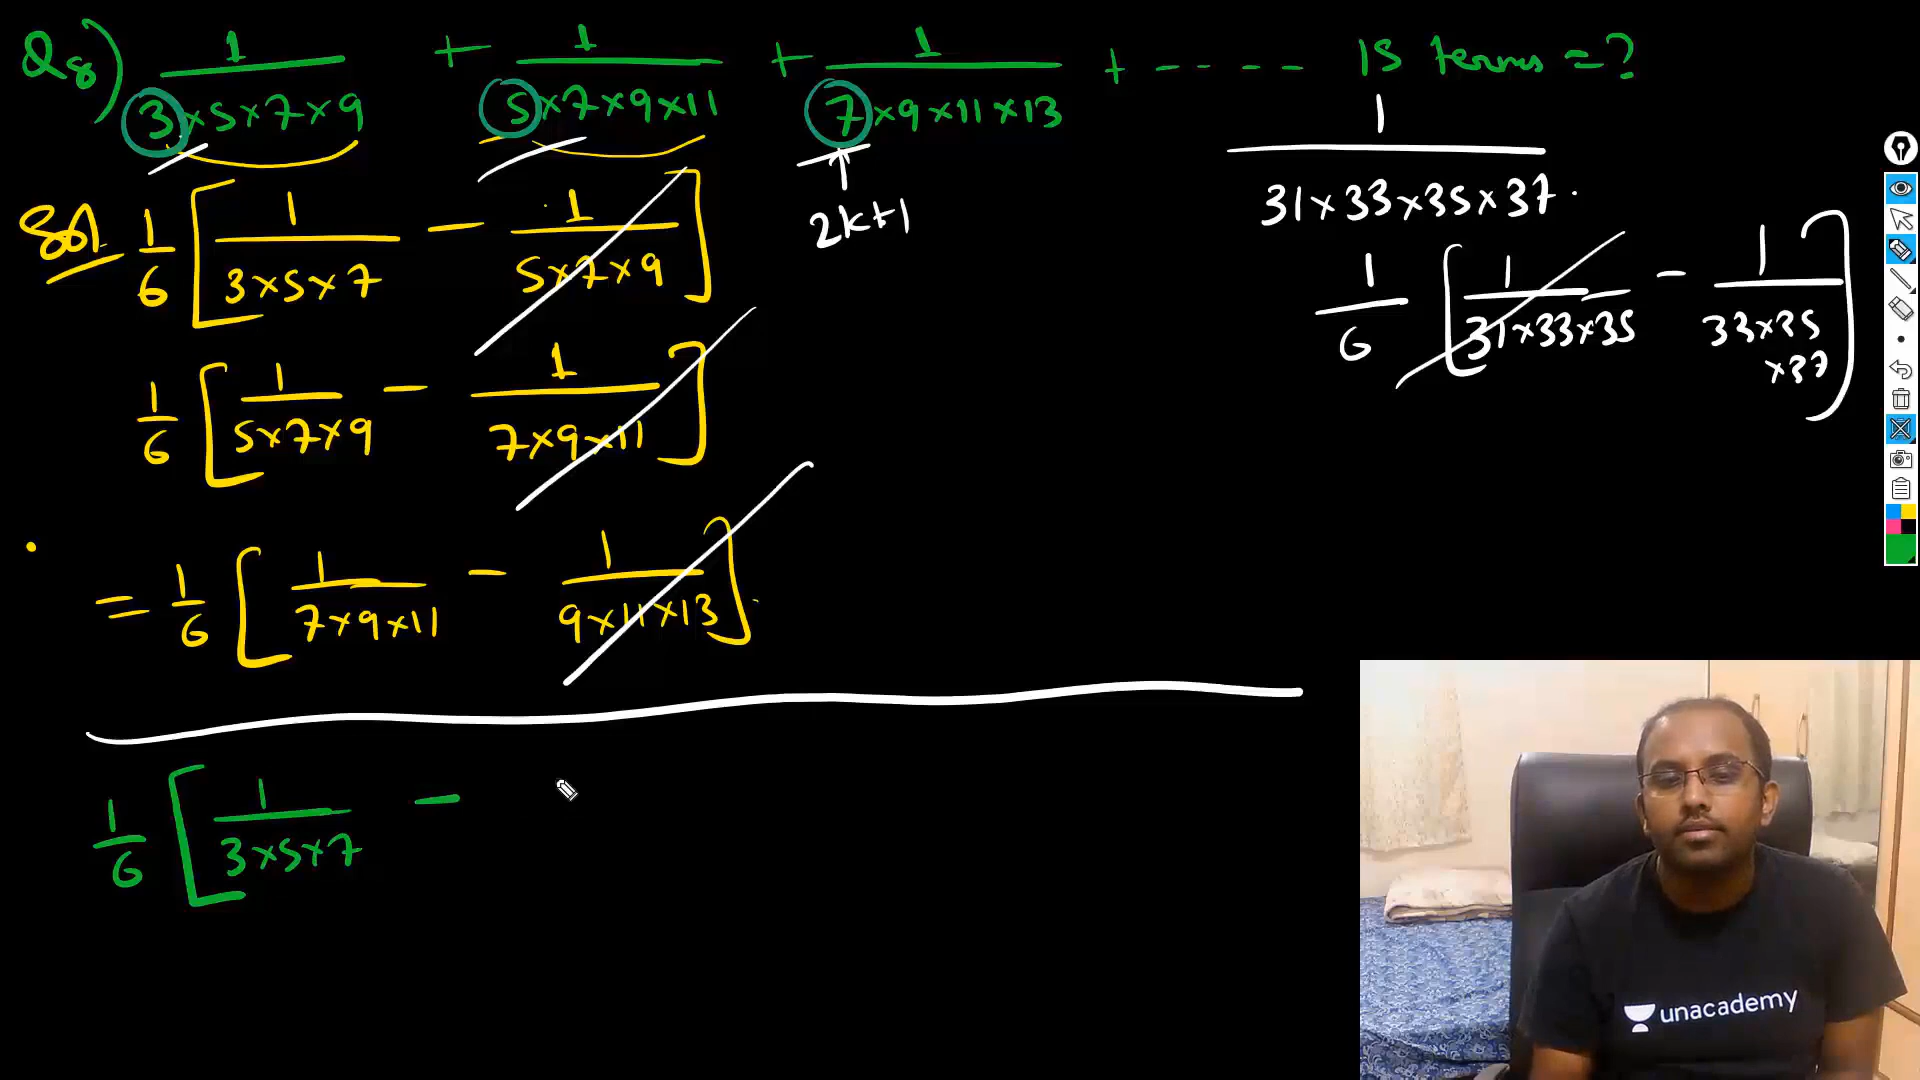 Q8) 1/(3×5×7×9) + 1/(5×7×9×11) + 1/(7×9×11×13) + ----- 15 terms = ?
1/(31×33×35×37).
2k+1
Sol. 1/6 [1/(3×5×7) - 1/(5×7×9)]
1/6 [1/(31×33×35) - 1/(33×35×37)]
1/6 [1/(5×7×9) - 1/(7×9×11)]
= 1/6 [1/(7×9×11) - 1/(9×11×13)]
1/6 [1/(3×5×7) -
unacademy